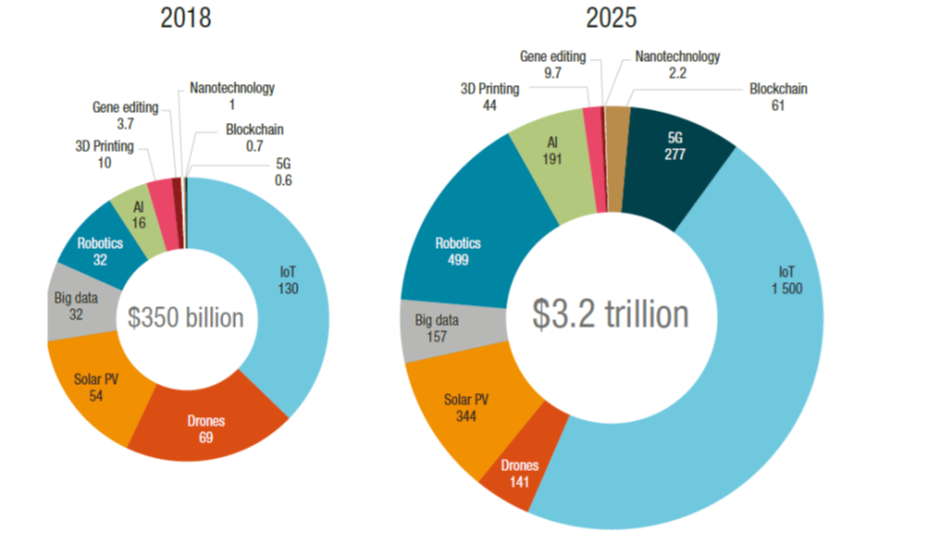 2018
Nanotechnology
1
Gene editing
3.7
Blockchain
0.7
3D Printing
10
5G
0.6
AI
16
Robotics
32
IoT
130
Big data
32
$350 billion
Solar PV
54
Drones
69
2025
Gene editing
9.7
Nanotechnology
2.2
3D Printing
44
Blockchain
61
AI
191
5G
277
Robotics
499
IoT
1 500
Big data
157
$3.2 trillion
Solar PV
344
Drones
141